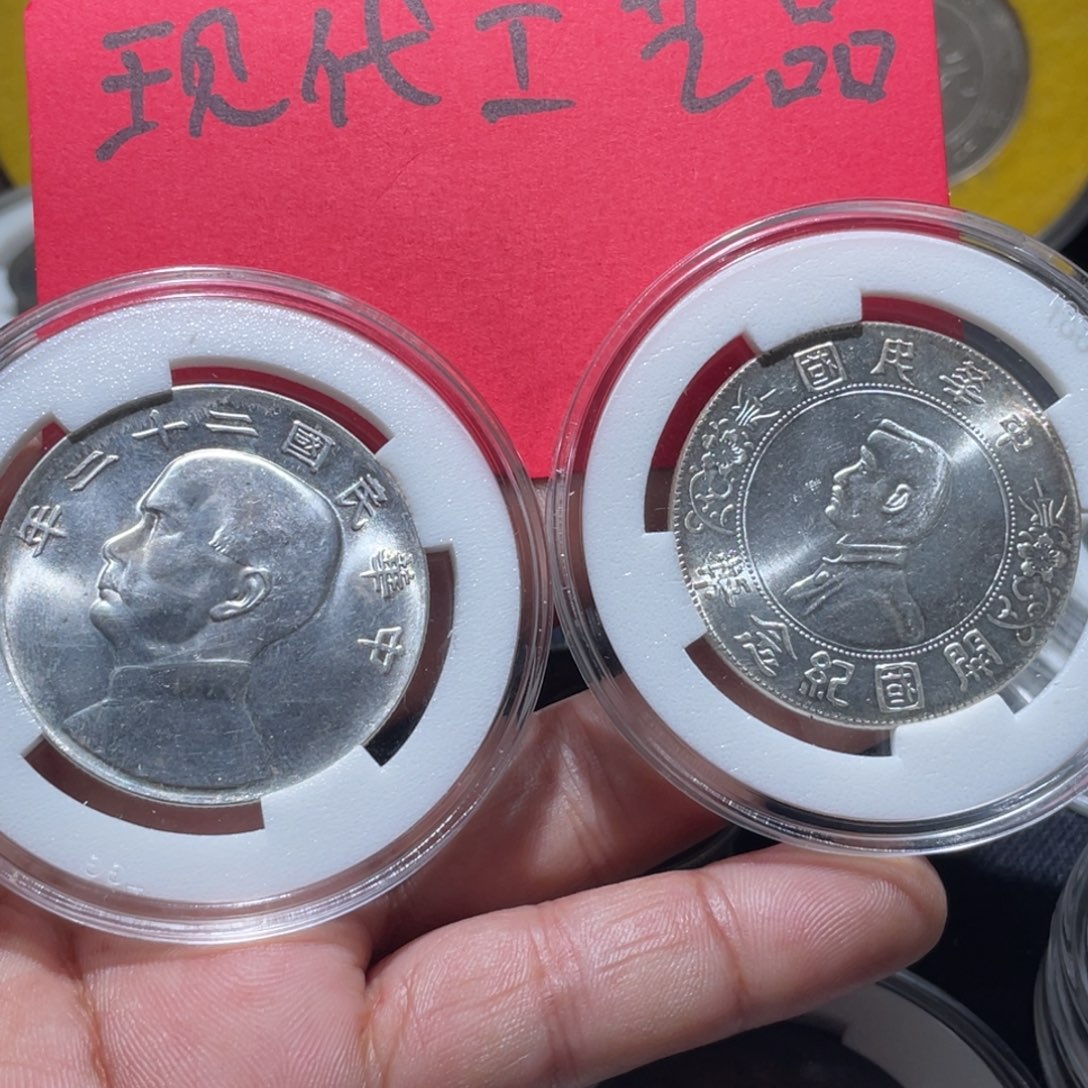 现代工艺品
中華民國二十二年
中華民國
開國紀念幣